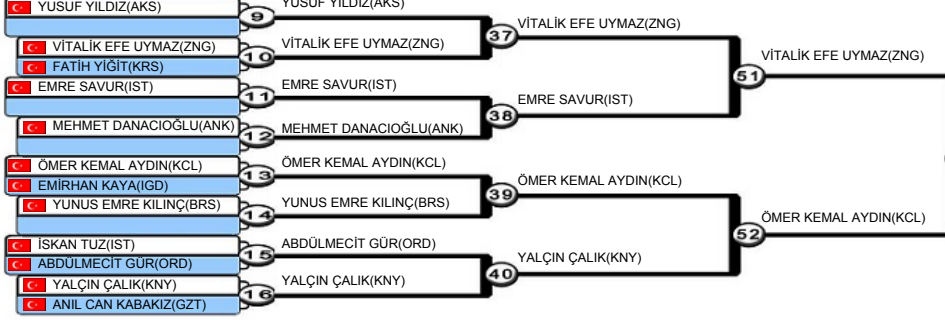 YUSUF YILDIZ(AKS)
9
VİTALİK EFE UYMAZ(ZNG)
10
FATİH YİĞİT(KRS)
EMRE SAVUR(IST)
11
MEHMET DANACIOĞLU(ANK)
12
ÖMER KEMAL AYDIN(KCL)
13
EMİRHAN KAYA(IGD)
YUNUS EMRE KILINÇ(BRS)
14
İSKAN TUZ(IST)
15
ABDÜLMECİT GÜR(ORD)
YALÇIN ÇALIK(KNY)
16
ANIL CAN KABAKIZ(GZT)
YUSUF YILDIZ(AKS)
37
VİTALİK EFE UYMAZ(ZNG)
EMRE SAVUR(IST)
38
MEHMET DANACIOĞLU(ANK)
ÖMER KEMAL AYDIN(KCL)
39
YUNUS EMRE KILINÇ(BRS)
ABDÜLMECİT GÜR(ORD)
40
YALÇIN ÇALIK(KNY)
VİTALİK EFE UYMAZ(ZNG)
51
EMRE SAVUR(IST)
ÖMER KEMAL AYDIN(KCL)
52
YALÇIN ÇALIK(KNY)
VİTALİK EFE UYMAZ(ZNG)
ÖMER KEMAL AYDIN(KCL)